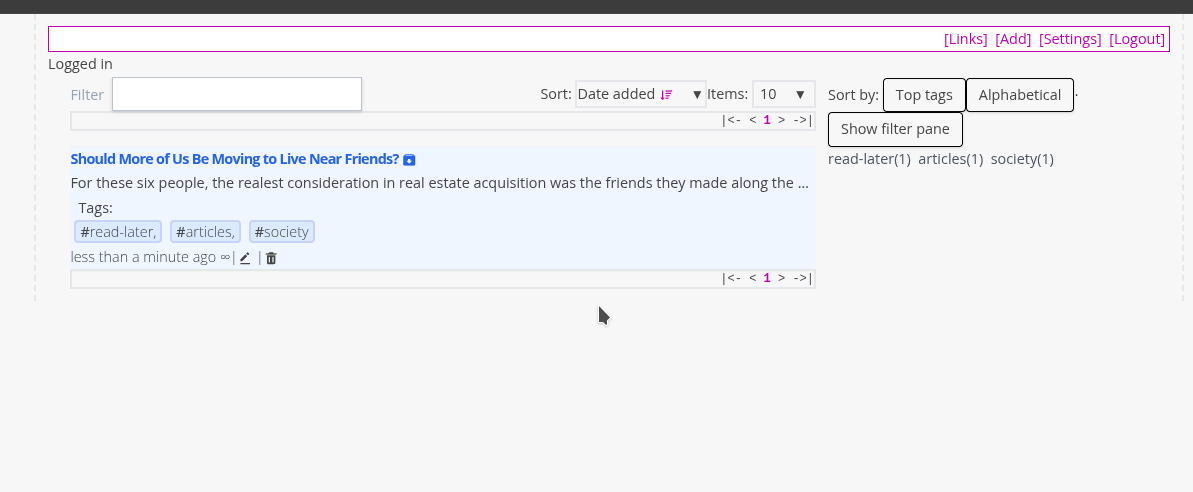 [Links] [Add] [Settings] [Logout]
Logged in
Filter
Sort: Date added ▼ Items: 10 ▼
|<- < 1 > ->|
Should More of Us Be Moving to Live Near Friends?
For these six people, the realest consideration in real estate acquisition was the friends they made along the ...
Tags:
#read-later, #articles, #society
less than a minute ago ∞| |
|<- < 1 > ->|
Sort by: Top tags Alphabetical ·
Show filter pane
read-later(1) articles(1) society(1)